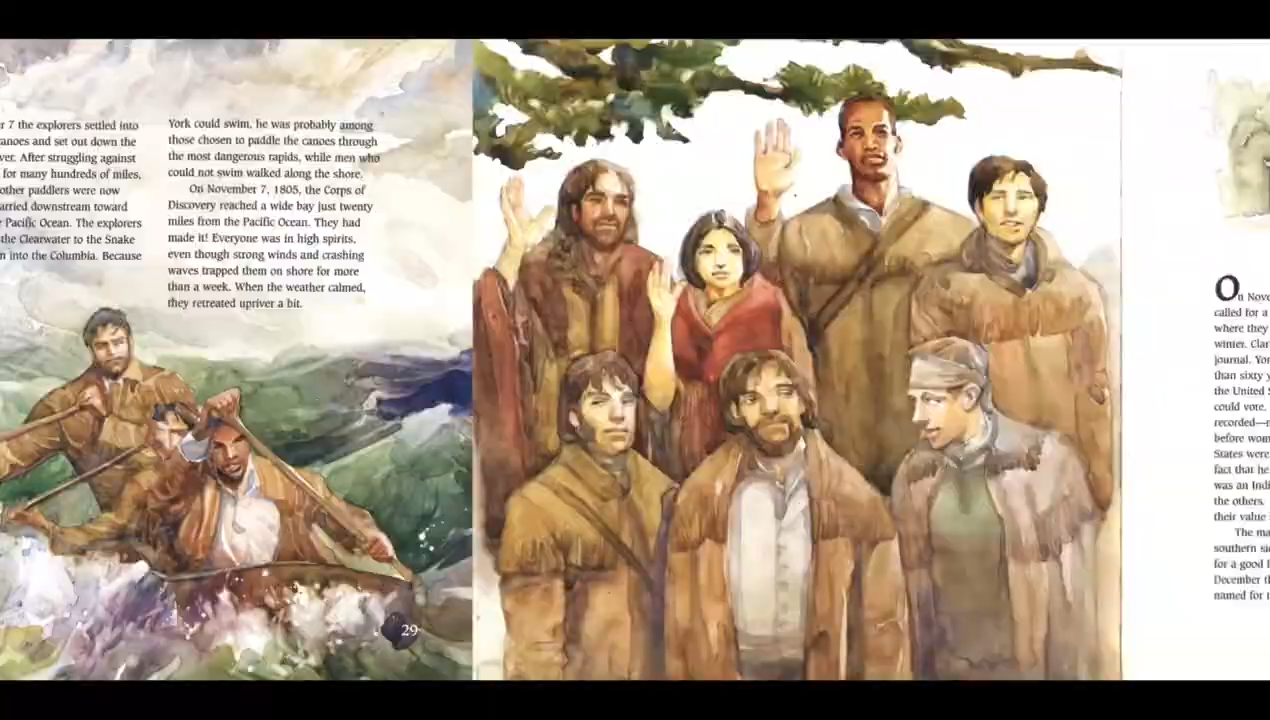 r 7 the explorers settled into
anoes and set out down the
ver. After struggling against
for many hundreds of miles,
other paddlers were now
arried downstream toward
Pacific Ocean. The explorers
the Clearwater to the Snake
n into the Columbia. Because
York could swim, he was probably among
those chosen to paddle the canoes through
the most dangerous rapids, while men who
could not swim walked along the shore.
On November 7, 1805, the Corps of
Discovery reached a wide bay just twenty
miles from the Pacific Ocean. They had
made it! Everyone was in high spirits,
even though strong winds and crashing
waves trapped them on shore for more
than a week. When the weather calmed,
they retreated upriver a bit.
29
On Nove
called for a
where they
winter. Clar
journal. Yor
than sixty y
the United S
could vote.
recorded—n
before wom
States were
fact that he
was an Indi
the others.
their value
The ma
southern si
for a good l
December th
named for t